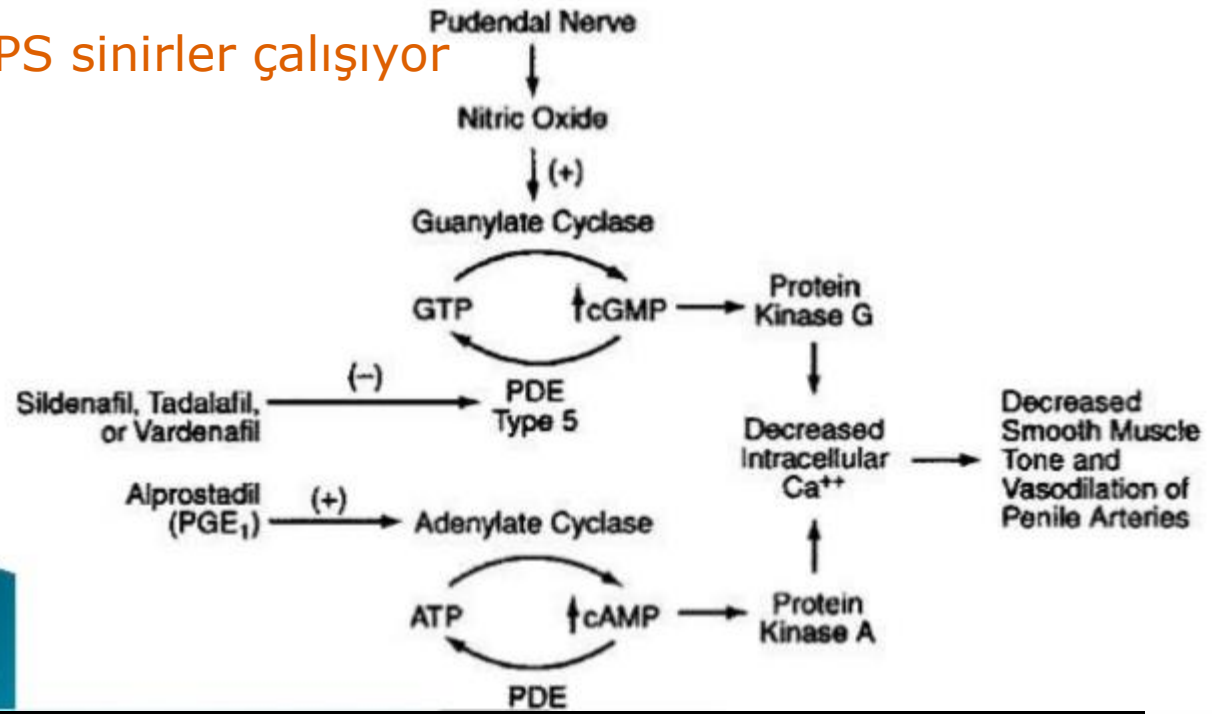 PS sinirler çalışıyor
Pudendal Nerve
Nitric Oxide
(+)
Guanylate Cyclase
GTP
↑cGMP
Protein
Kinase G
(–)
Sildenafil, Tadalafil,
or Vardenafil
PDE
Type 5
Decreased
Intracellular
Ca⁺⁺
Decreased
Smooth Muscle
Tone and
Vasodilation of
Penile Arteries
Alprostadil
(PGE₁)
(+)
Adenylate Cyclase
ATP
↑cAMP
Protein
Kinase A
PDE